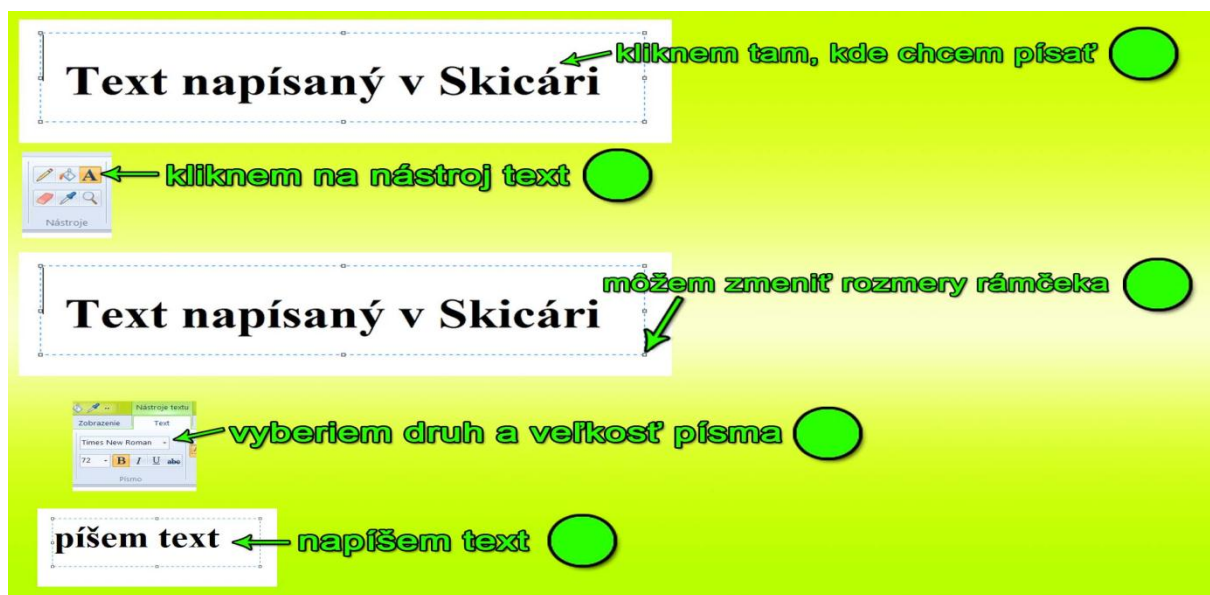 Text napísaný v Skicári
kliknem tam, kde chcem písať
A
kliknem na nástroj text
Nástroje
Text napísaný v Skicári
môžem zmeniť rozmery rámčeka
Nástroje textu
Zobrazenie Text
Times New Roman
72 B I U abc
Písmo
vyberiem druh a veľkosť písma
píšem text
napíšem text